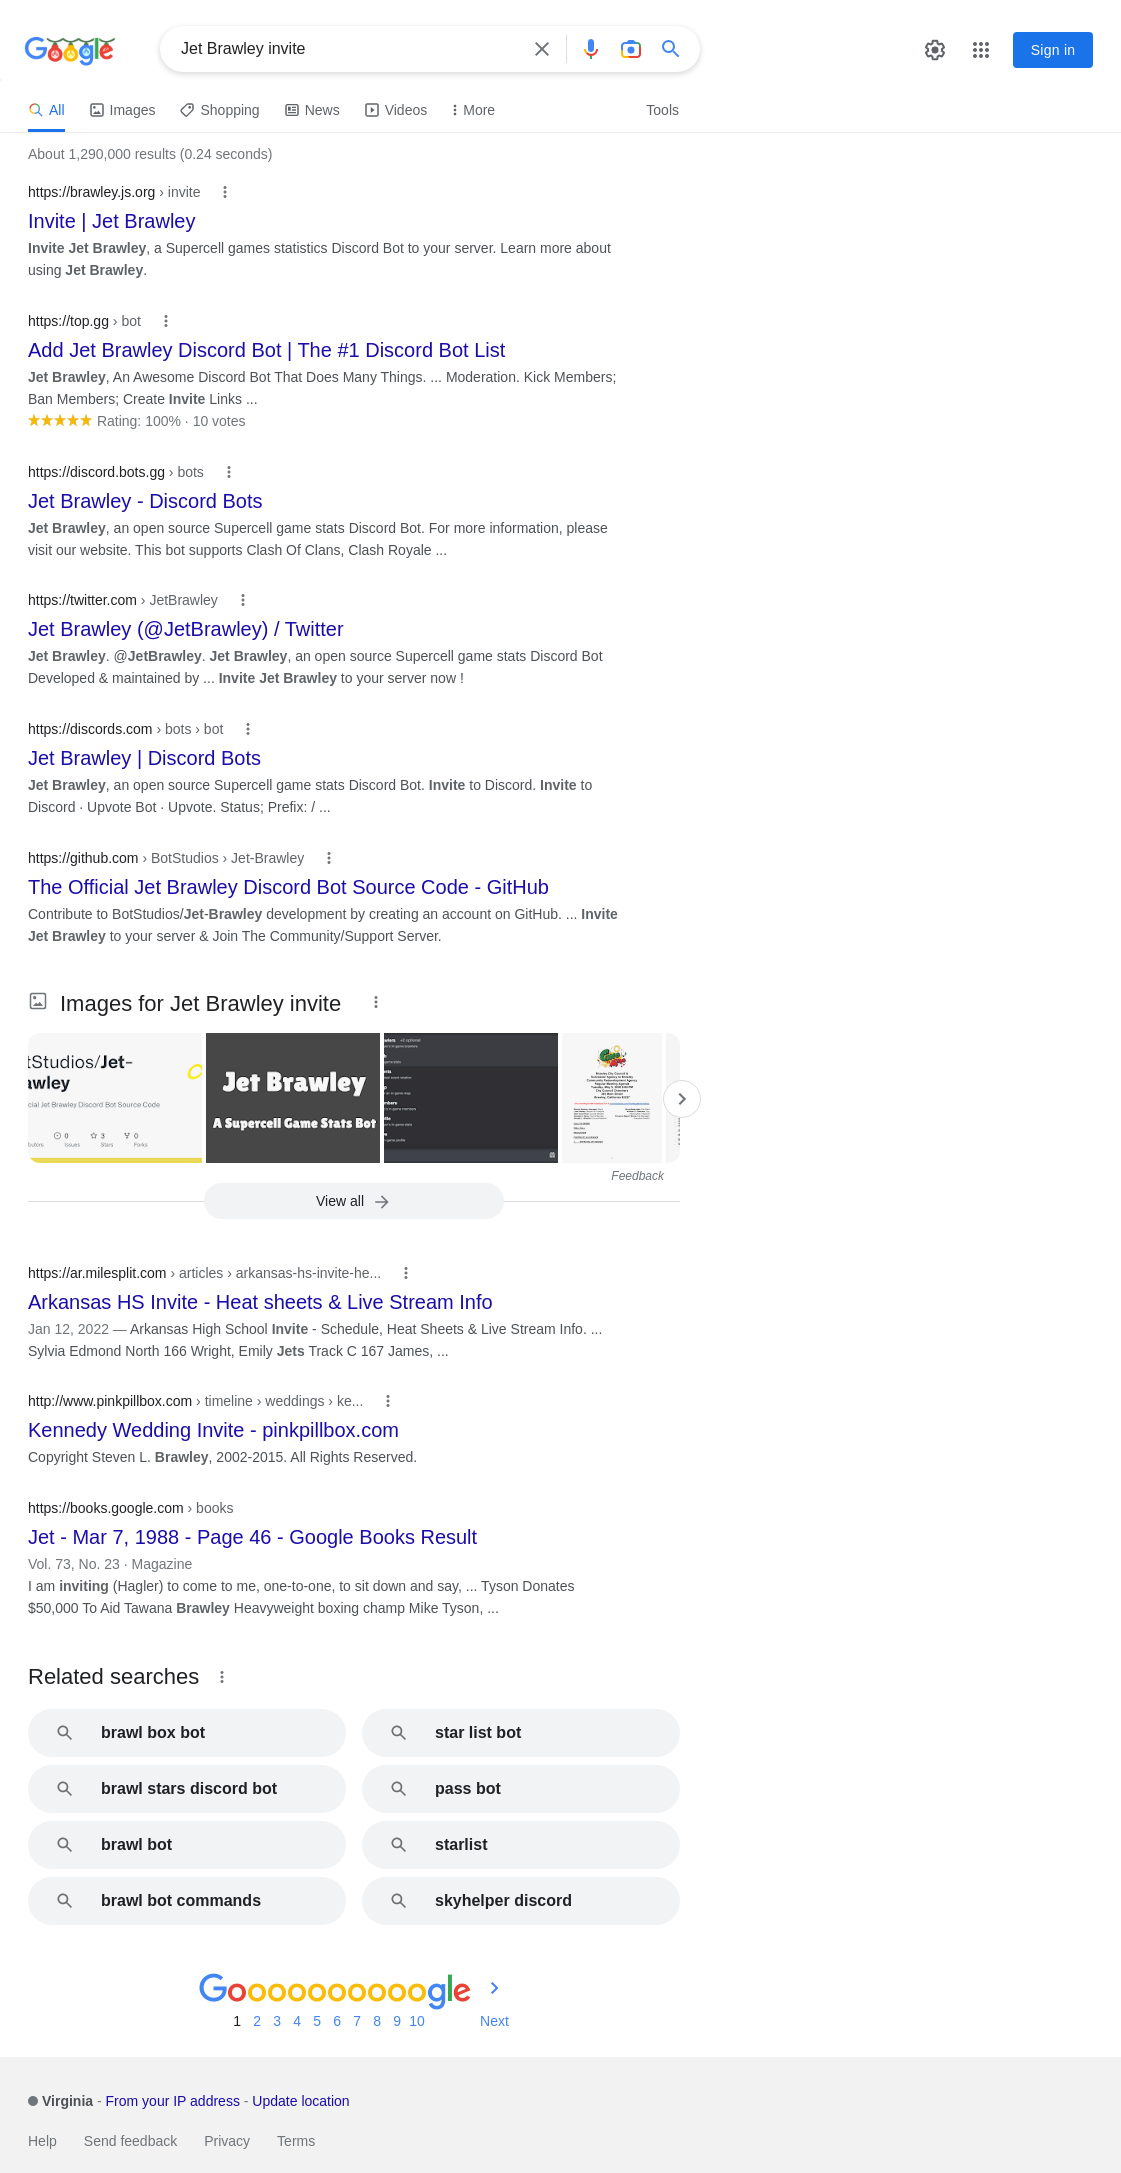 Google
Jet Brawley invite
Sign in
All
Images
Shopping
News
Videos
More
Tools
About 1,290,000 results (0.24 seconds)
https://brawley.js.org › invite
Invite | Jet Brawley
Invite Jet Brawley, a Supercell games statistics Discord Bot to your server. Learn more about
using Jet Brawley.
https://top.gg › bot
Add Jet Brawley Discord Bot | The #1 Discord Bot List
Jet Brawley, An Awesome Discord Bot That Does Many Things. ... Moderation. Kick Members;
Ban Members; Create Invite Links ...
Rating: 100% · 10 votes
https://discord.bots.gg › bots
Jet Brawley - Discord Bots
Jet Brawley, an open source Supercell game stats Discord Bot. For more information, please
visit our website. This bot supports Clash Of Clans, Clash Royale ...
https://twitter.com › JetBrawley
Jet Brawley (@JetBrawley) / Twitter
Jet Brawley. @JetBrawley. Jet Brawley, an open source Supercell game stats Discord Bot
Developed & maintained by ... Invite Jet Brawley to your server now !
https://discords.com › bots › bot
Jet Brawley | Discord Bots
Jet Brawley, an open source Supercell game stats Discord Bot. Invite to Discord. Invite to
Discord · Upvote Bot · Upvote. Status; Prefix: / ...
https://github.com › BotStudios › Jet-Brawley
The Official Jet Brawley Discord Bot Source Code - GitHub
Contribute to BotStudios/Jet-Brawley development by creating an account on GitHub. ... Invite
Jet Brawley to your server & Join The Community/Support Server.
Images for Jet Brawley invite
tStudios/Jet-
awley
cial Jet Brawley Discord Bot Source Code
0
3
0
butors
Issues
Stars
Forks
Jet Brawley
A Supercell Game Stats Bot
Feedback
View all
https://ar.milesplit.com › articles › arkansas-hs-invite-he...
Arkansas HS Invite - Heat sheets & Live Stream Info
Jan 12, 2022 — Arkansas High School Invite - Schedule, Heat Sheets & Live Stream Info. ...
Sylvia Edmond North 166 Wright, Emily Jets Track C 167 James, ...
http://www.pinkpillbox.com › timeline › weddings › ke...
Kennedy Wedding Invite - pinkpillbox.com
Copyright Steven L. Brawley, 2002-2015. All Rights Reserved.
https://books.google.com › books
Jet - Mar 7, 1988 - Page 46 - Google Books Result
Vol. 73, No. 23 · Magazine
I am inviting (Hagler) to come to me, one-to-one, to sit down and say, ... Tyson Donates
$50,000 To Aid Tawana Brawley Heavyweight boxing champ Mike Tyson, ...
Related searches
brawl box bot
star list bot
brawl stars discord bot
pass bot
brawl bot
starlist
brawl bot commands
skyhelper discord
Goooooooooogle
1 2 3 4 5 6 7 8 9 10 Next
Virginia - From your IP address - Update location
Help Send feedback Privacy Terms